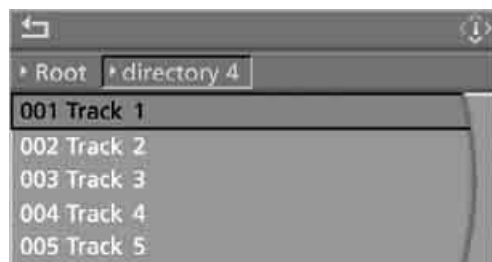 Root directory 4
001 Track 1
002 Track 2
003 Track 3
004 Track 4
005 Track 5